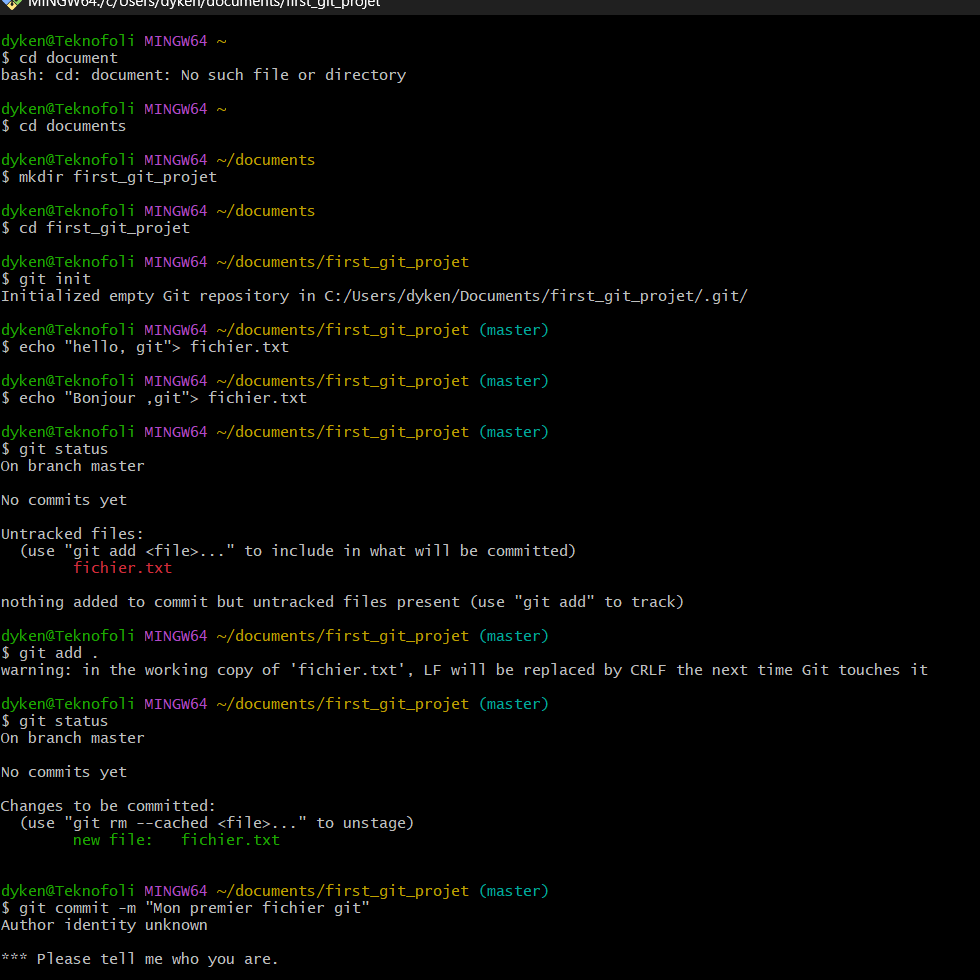 MINGW64:/c/Users/dyken/documents/first_git_projet
dyken@Teknofoli MINGW64 ~
$ cd document
bash: cd: document: No such file or directory
dyken@Teknofoli MINGW64 ~
$ cd documents
dyken@Teknofoli MINGW64 ~/documents
$ mkdir first_git_projet
dyken@Teknofoli MINGW64 ~/documents
$ cd first_git_projet
dyken@Teknofoli MINGW64 ~/documents/first_git_projet
$ git init
Initialized empty Git repository in C:/Users/dyken/Documents/first_git_projet/.git/
dyken@Teknofoli MINGW64 ~/documents/first_git_projet (master)
$ echo "hello, git"> fichier.txt
dyken@Teknofoli MINGW64 ~/documents/first_git_projet (master)
$ echo "Bonjour ,git"> fichier.txt
dyken@Teknofoli MINGW64 ~/documents/first_git_projet (master)
$ git status
On branch master
No commits yet
Untracked files:
  (use "git add <file>..." to include in what will be committed)
        fichier.txt
nothing added to commit but untracked files present (use "git add" to track)
dyken@Teknofoli MINGW64 ~/documents/first_git_projet (master)
$ git add .
warning: in the working copy of 'fichier.txt', LF will be replaced by CRLF the next time Git touches it
dyken@Teknofoli MINGW64 ~/documents/first_git_projet (master)
$ git status
On branch master
No commits yet
Changes to be committed:
  (use "git rm --cached <file>..." to unstage)
        new file:   fichier.txt
dyken@Teknofoli MINGW64 ~/documents/first_git_projet (master)
$ git commit -m "Mon premier fichier git"
Author identity unknown
*** Please tell me who you are.